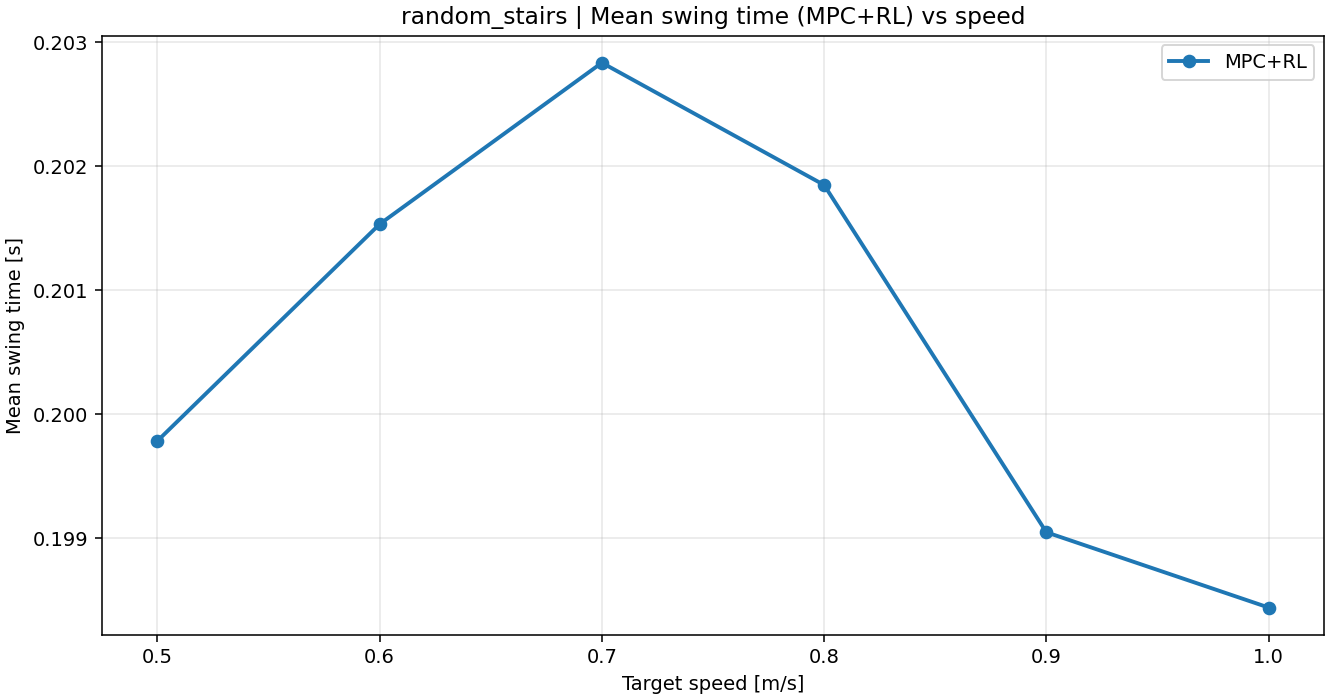 random_stairs | Mean swing time (MPC+RL) vs speed
MPC+RL
Mean swing time [s]
0.203
0.202
0.201
0.200
0.199
0.5 0.6 0.7 0.8 0.9 1.0
Target speed [m/s]